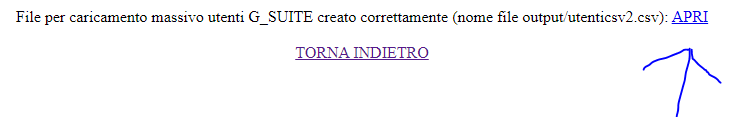 File per caricamento massivo utenti G_SUITE creato correttamente (nome file output/utenticsv2.csv): APRI
TORNA INDIETRO